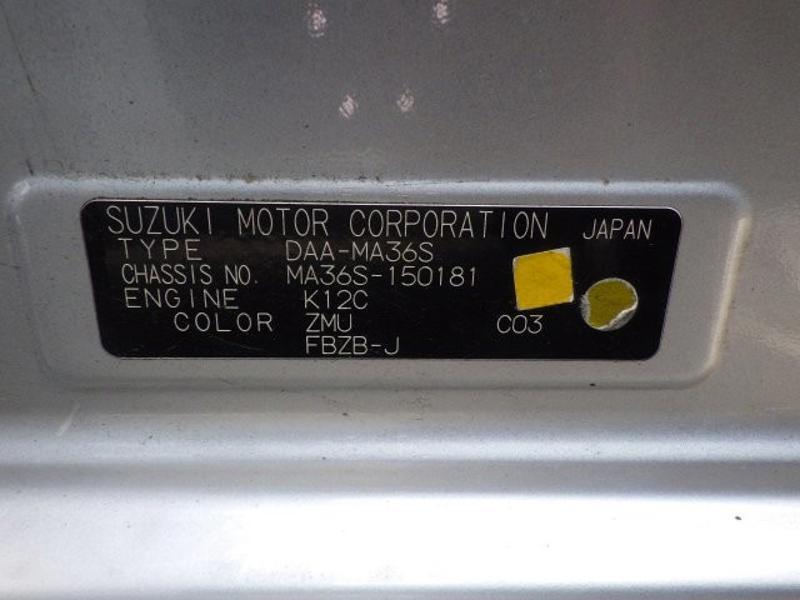 SUZUKI MOTOR CORPORATION JAPAN
TYPE DAA-MA36S
CHASSIS NO. MA36S-150181
ENGINE K12C
COLOR ZMU C03
FBZB-J